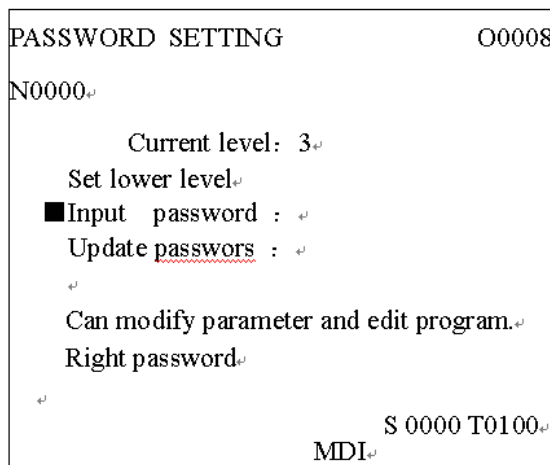 PASSWORD SETTING O0008
N0000
Current level： 3
Set lower level
Input password ：
Update passwors ：
Can modify parameter and edit program.
Right password
S 0000 T0100
MDI